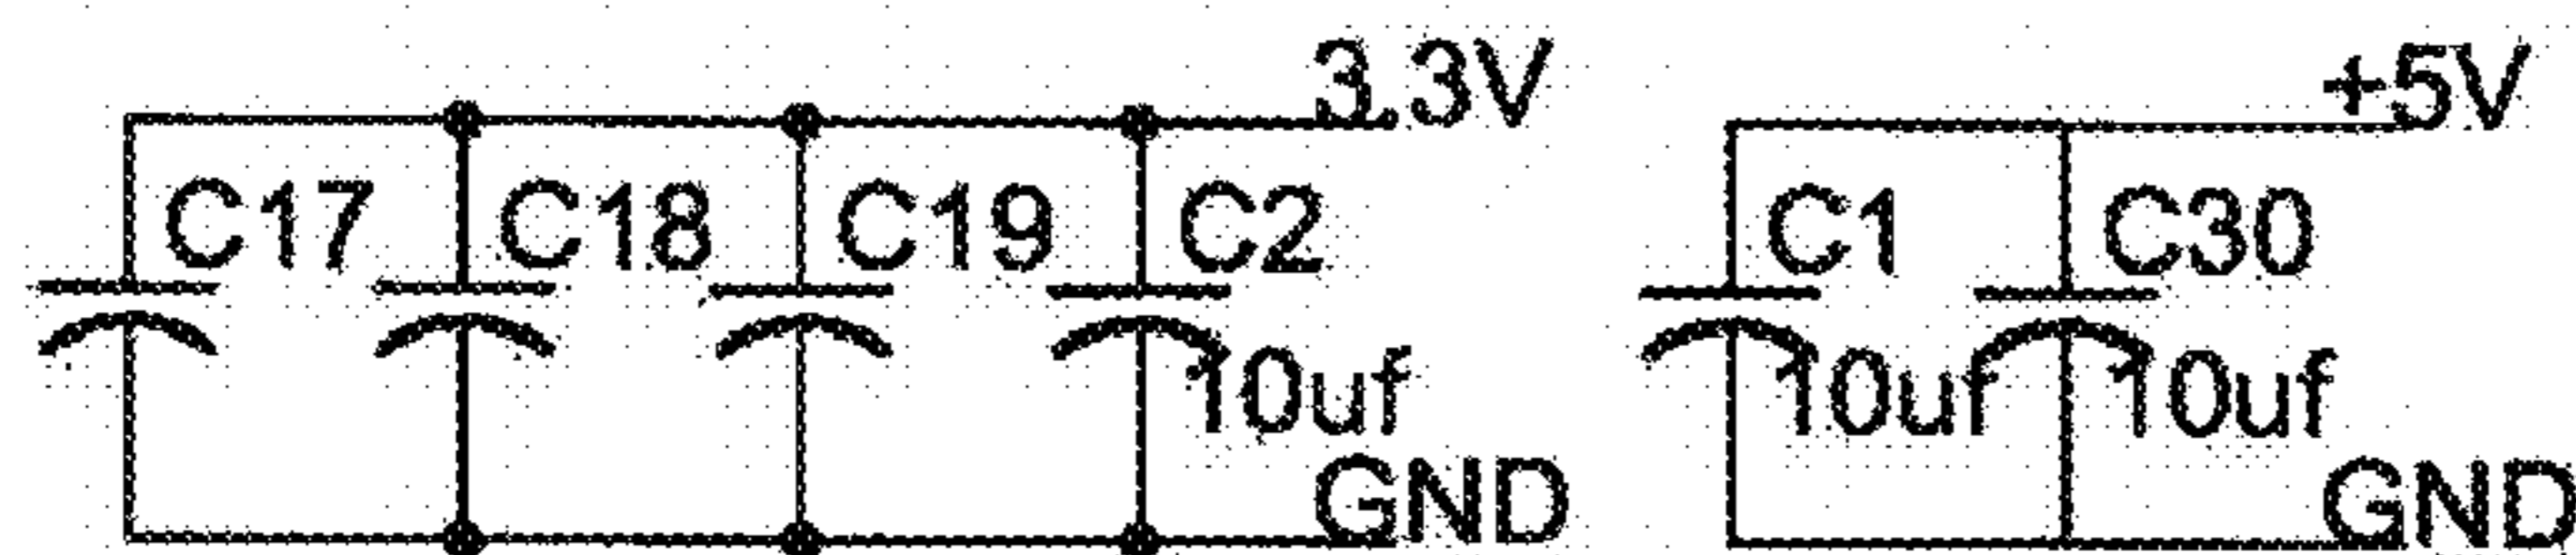 3.3V +5V
C17 C18 C19 C2 C1 C30
10uf 10uf 10uf
GND GND